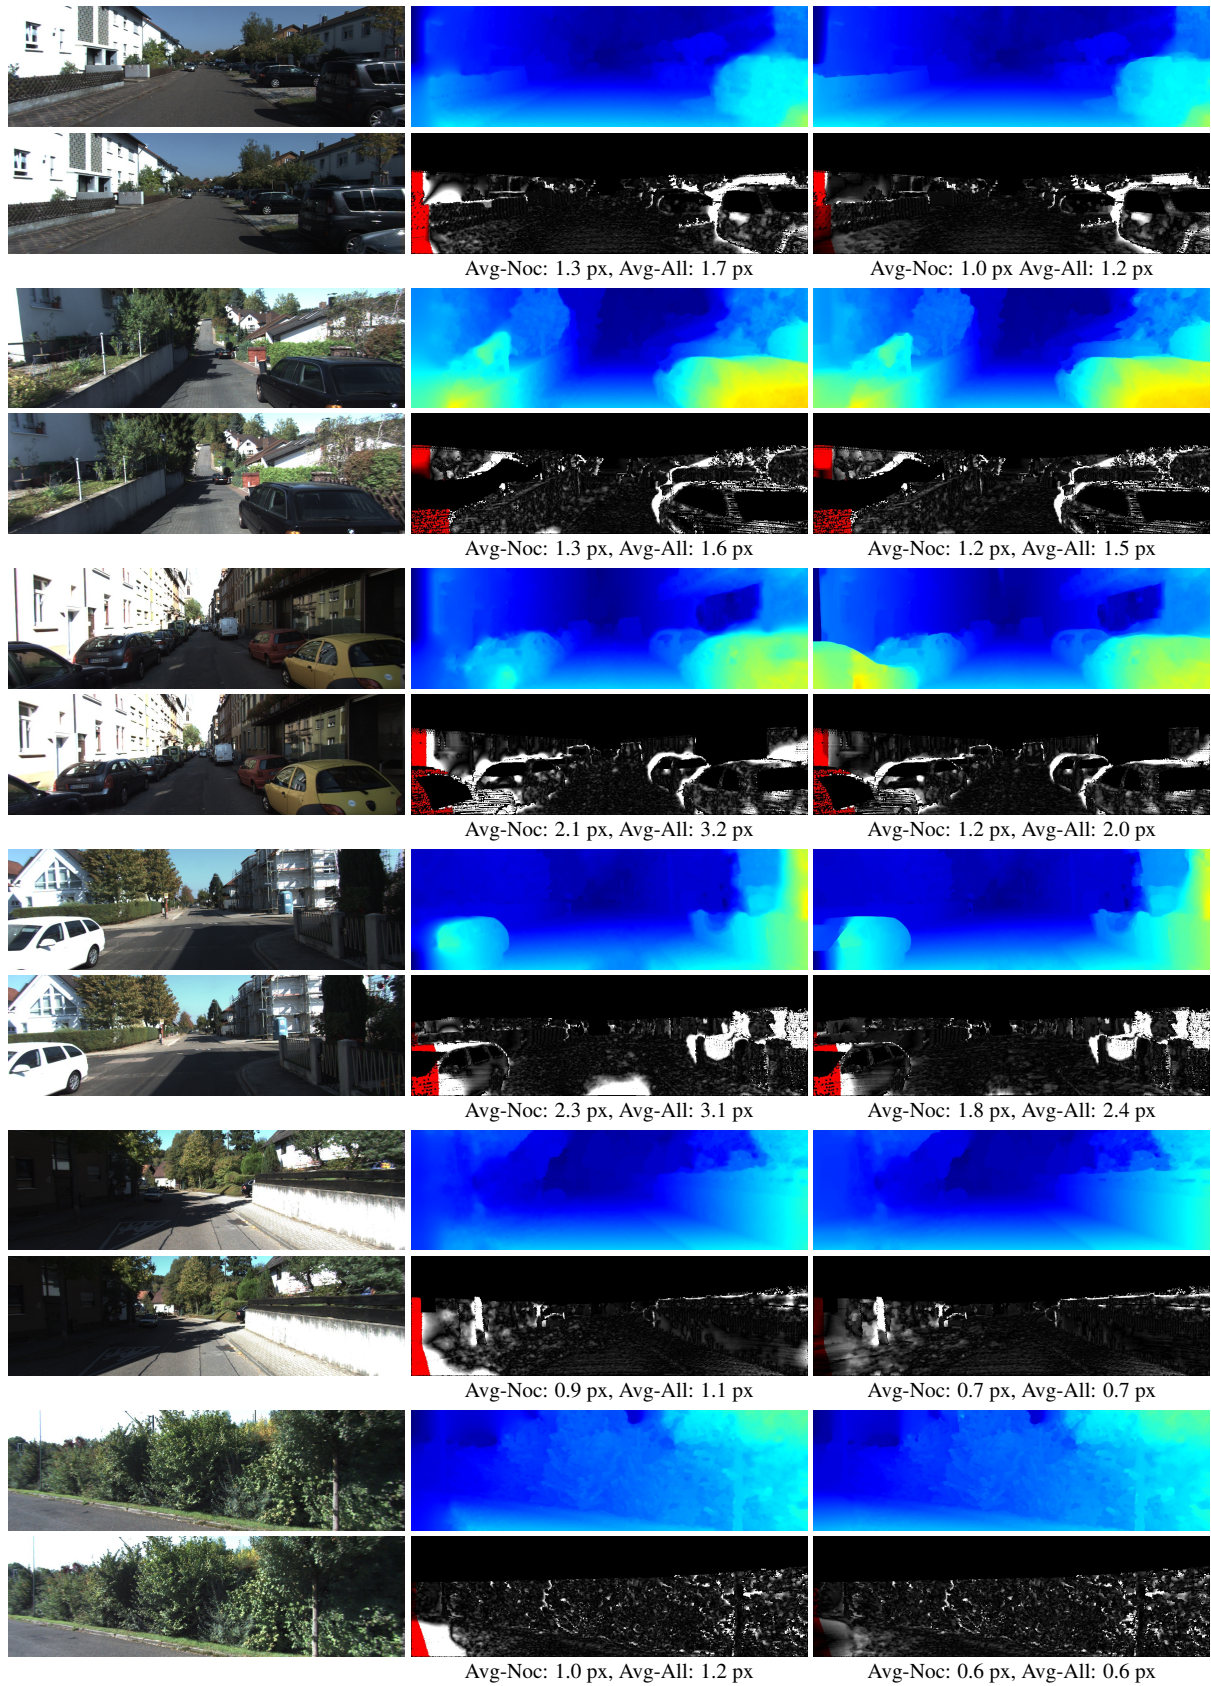 Avg-Noc: 1.3 px, Avg-All: 1.7 px
Avg-Noc: 1.0 px Avg-All: 1.2 px
Avg-Noc: 1.3 px, Avg-All: 1.6 px
Avg-Noc: 1.2 px, Avg-All: 1.5 px
Avg-Noc: 2.1 px, Avg-All: 3.2 px
Avg-Noc: 1.2 px, Avg-All: 2.0 px
Avg-Noc: 2.3 px, Avg-All: 3.1 px
Avg-Noc: 1.8 px, Avg-All: 2.4 px
Avg-Noc: 0.9 px, Avg-All: 1.1 px
Avg-Noc: 0.7 px, Avg-All: 0.7 px
Avg-Noc: 1.0 px, Avg-All: 1.2 px
Avg-Noc: 0.6 px, Avg-All: 0.6 px